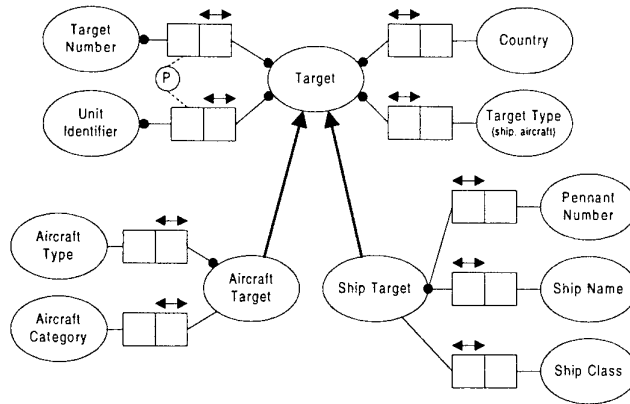 Target
Number
P
Target
Country
Unit
Identifier
Target Type
(ship, aircraft)
Aircraft
Type
Aircraft
Target
Ship Target
Pennant
Number
Aircraft
Category
Ship Name
Ship Class